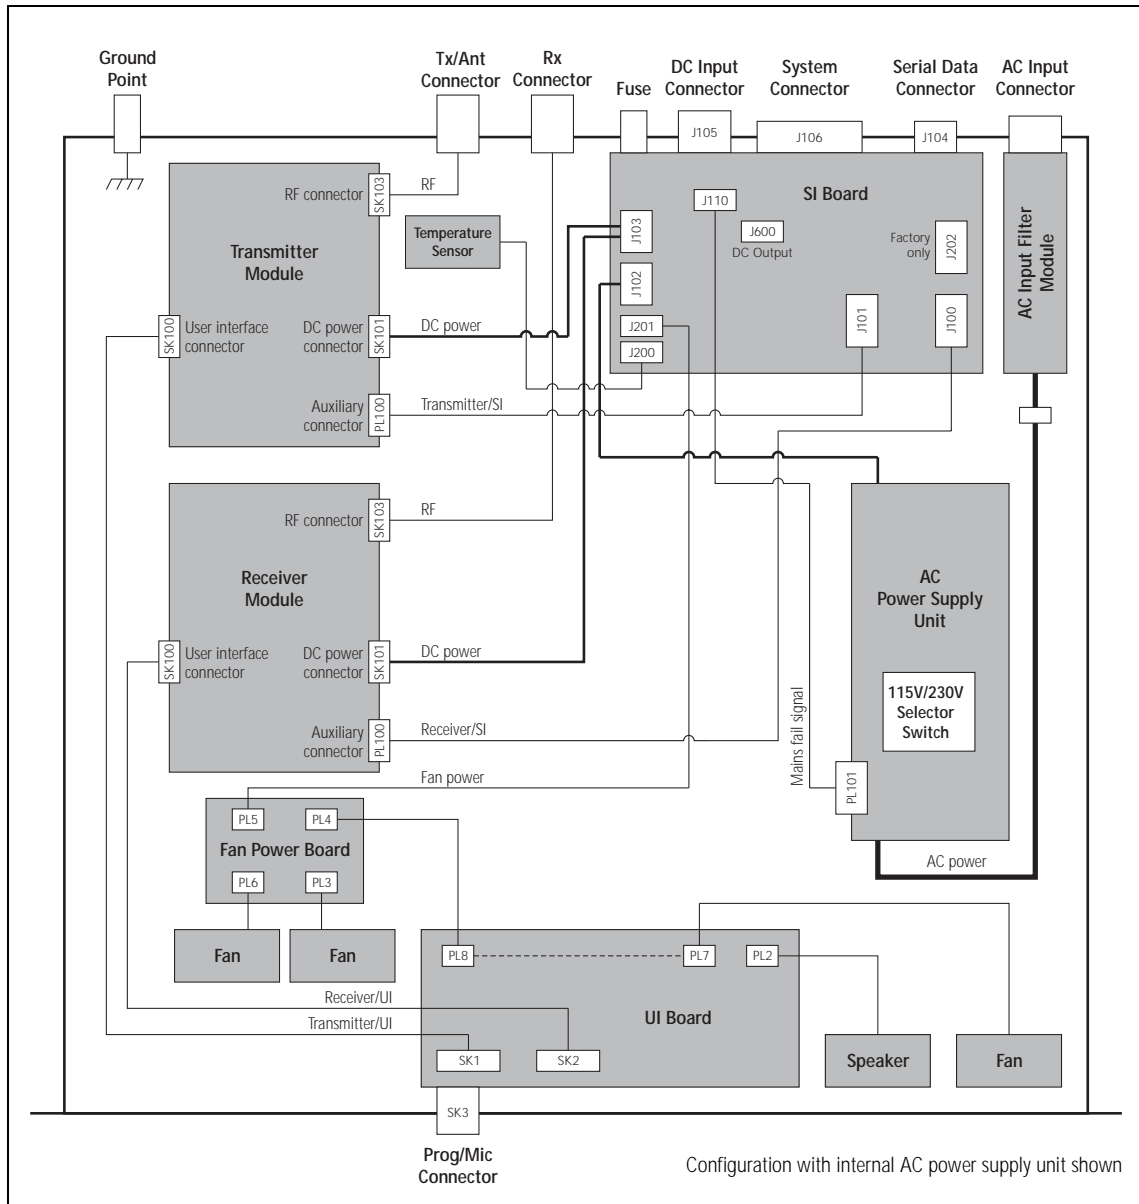 Ground
Point
Tx/Ant
Connector
Rx
Connector
Fuse
DC Input
Connector
System
Connector
Serial Data
Connector
AC Input
Connector
J105
J106
J104
RF connector
SK103
RF
Transmitter
Module
Temperature
Sensor
J103
J110
SI Board
J600
DC Output
Factory
only
J202
AC Input Filter
Module
J102
SK100
User interface
connector
DC power
connector
SK101
DC power
J201
J200
J101
J100
Auxiliary
connector
PL100
Transmitter/SI
RF connector
SK103
RF
Receiver
Module
AC
Power Supply
Unit
SK100
User interface
connector
DC power
connector
SK101
DC power
115V/230V
Selector
Switch
Auxiliary
connector
PL100
Receiver/SI
Mains fail signal
PL101
Fan power
PL5
PL4
Fan Power Board
PL6
PL3
AC power
Fan
Fan
PL8
PL7
PL2
Receiver/UI
Transmitter/UI
UI Board
SK1
SK2
Speaker
Fan
SK3
Prog/Mic
Connector
Configuration with internal AC power supply unit shown